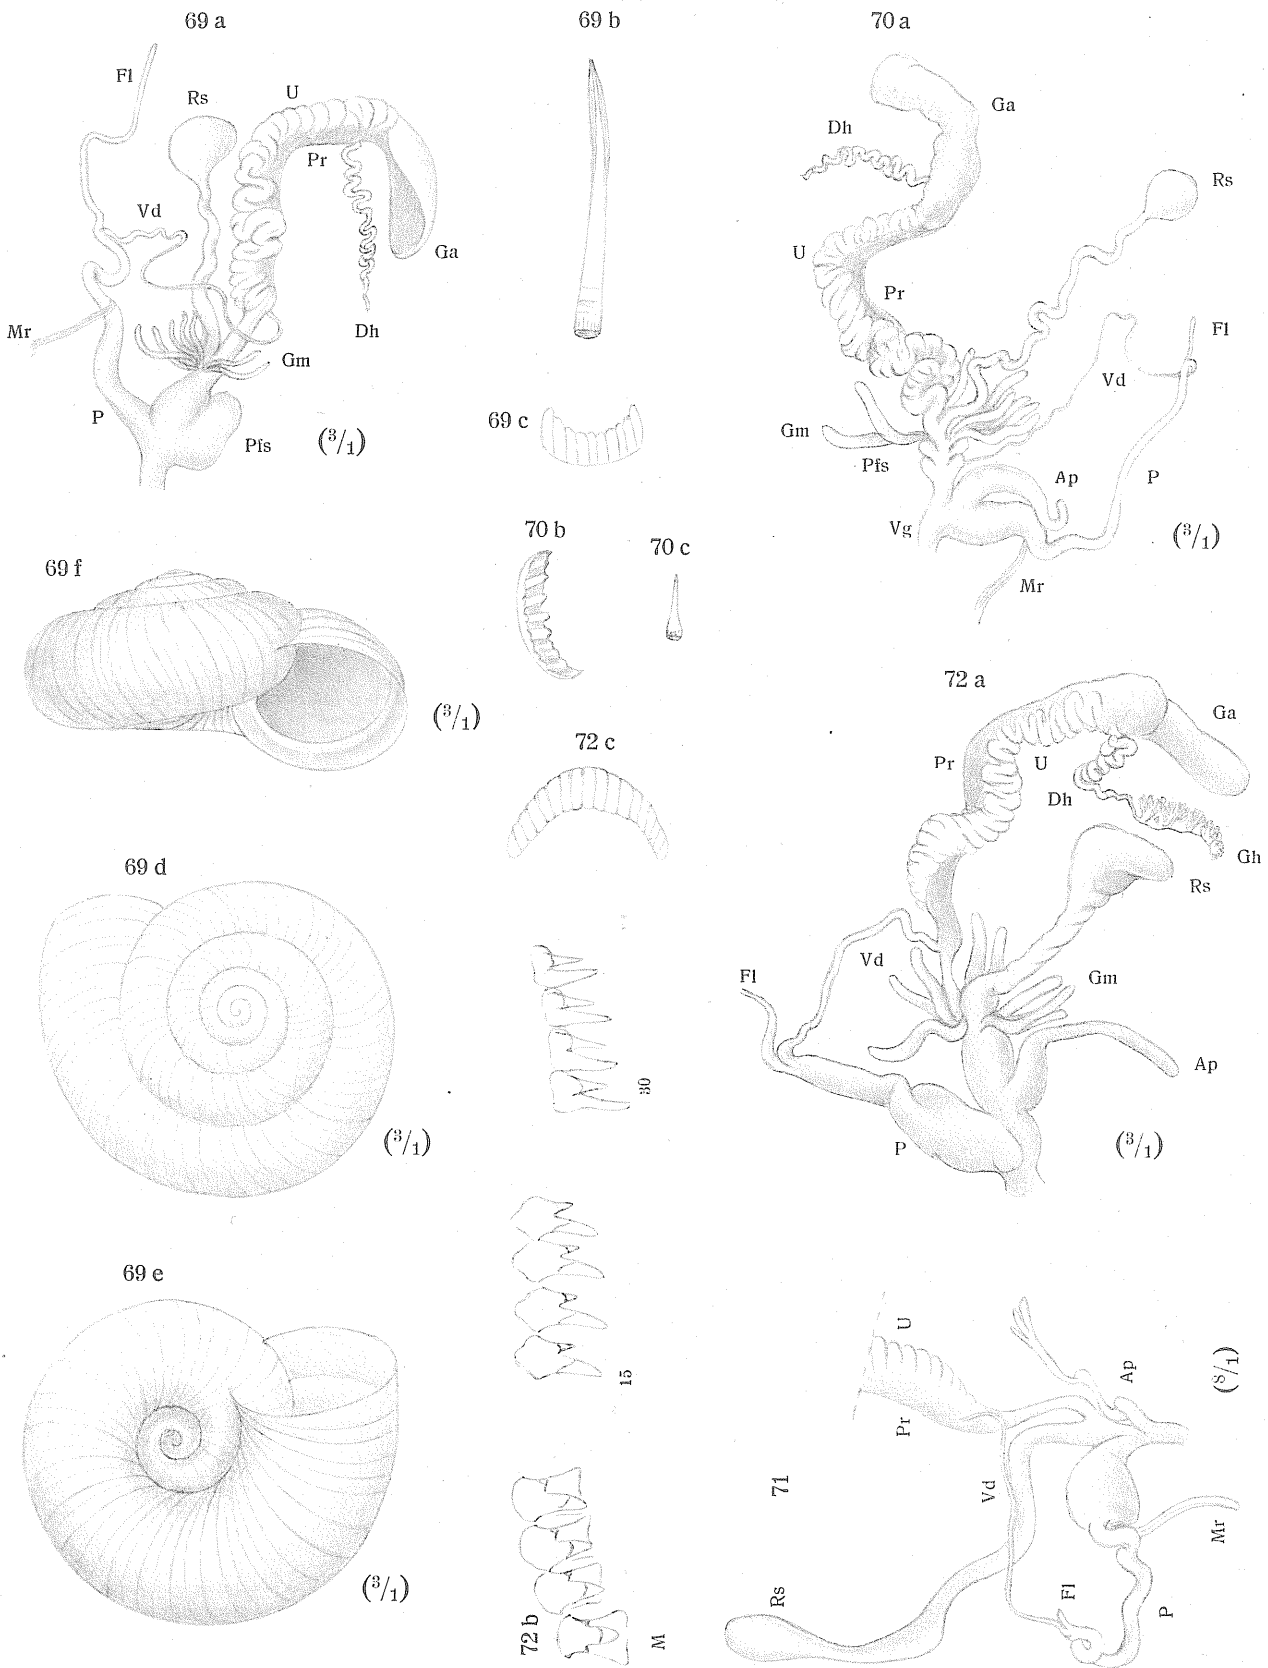 69 a
Fl
Rs
U
Pr
Vd
Ga
Dh
Mr
Gm
P
Pfs
(3/1)
69 b
69 c
70 a
Ga
Dh
Rs
U
Pr
Fl
Vd
Gm
Pfs
Ap
P
Vg
(3/1)
Mr
70 b
70 c
69 f
(3/1)
72 c
72 a
Ga
Pr
U
Dh
Gh
Rs
Vd
Fl
Gm
Ap
P
(3/1)
69 d
(3/1)
30
15
69 e
(3/1)
72 b
M
U
Ap
(8/1)
Pr
71
Vd
Mr
Rs
Fl
P